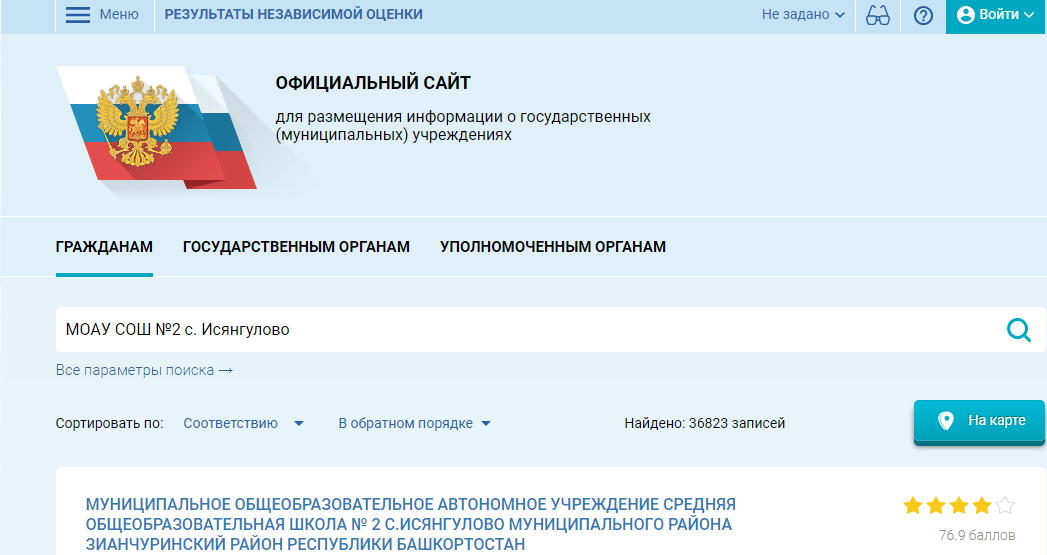 Меню РЕЗУЛЬТАТЫ НЕЗАВИСИМОЙ ОЦЕНКИ Не задано Войти
ОФИЦИАЛЬНЫЙ САЙТ
для размещения информации о государственных
(муниципальных) учреждениях
ГРАЖДАНАМ ГОСУДАРСТВЕННЫМ ОРГАНАМ УПОЛНОМОЧЕННЫМ ОРГАНАМ
МОАУ СОШ №2 с. Исянгулово
Все параметры поиска →
Сортировать по: Соответствию В обратном порядке Найдено: 36823 записей На карте
МУНИЦИПАЛЬНОЕ ОБЩЕОБРАЗОВАТЕЛЬНОЕ АВТОНОМНОЕ УЧРЕЖДЕНИЕ СРЕДНЯЯ
ОБЩЕОБРАЗОВАТЕЛЬНАЯ ШКОЛА № 2 С.ИСЯНГУЛОВО МУНИЦИПАЛЬНОГО РАЙОНА
ЗИАНЧУРИНСКИЙ РАЙОН РЕСПУБЛИКИ БАШКОРТОСТАН
76.9 баллов